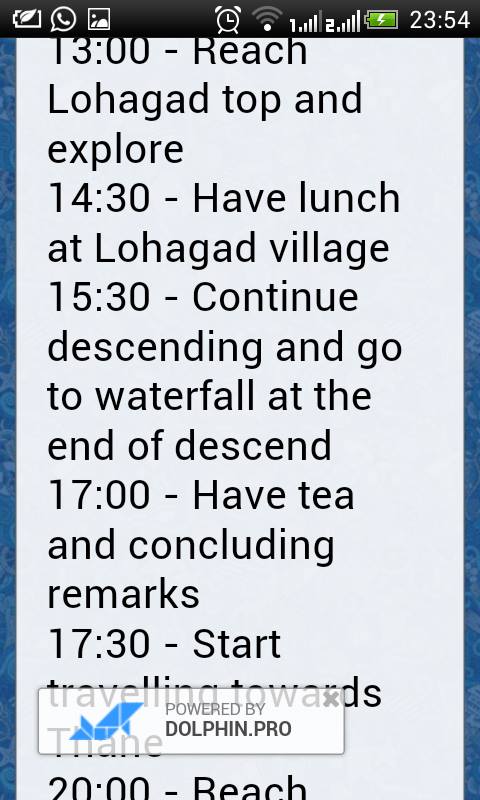 23:54
13:00 - Reach
Lohagad top and
explore
14:30 - Have lunch
at Lohagad village
15:30 - Continue
descending and go
to waterfall at the
end of descend
17:00 - Have tea
and concluding
remarks
17:30 - Start
travelling towards
POWERED BY
DOLPHIN.PRO
Thane
20:00 - Reach